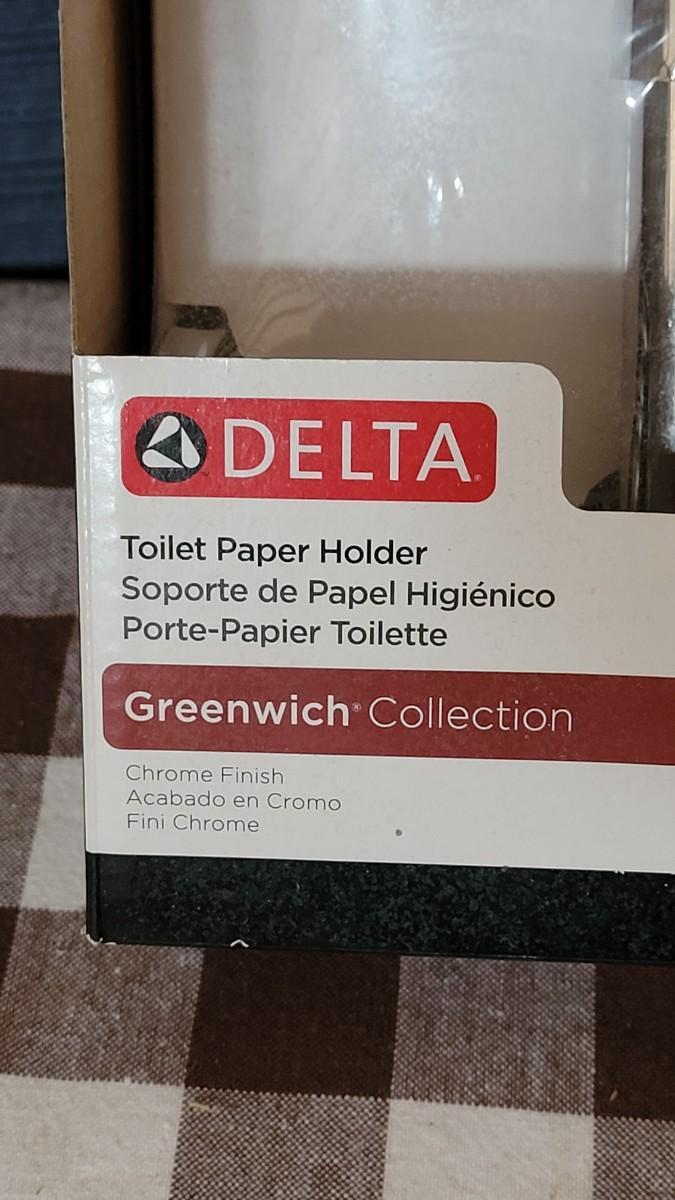 DELTA®
Toilet Paper Holder
Soporte de Papel Higiénico
Porte-Papier Toilette
Greenwich® Collection
Chrome Finish
Acabado en Cromo
Fini Chrome